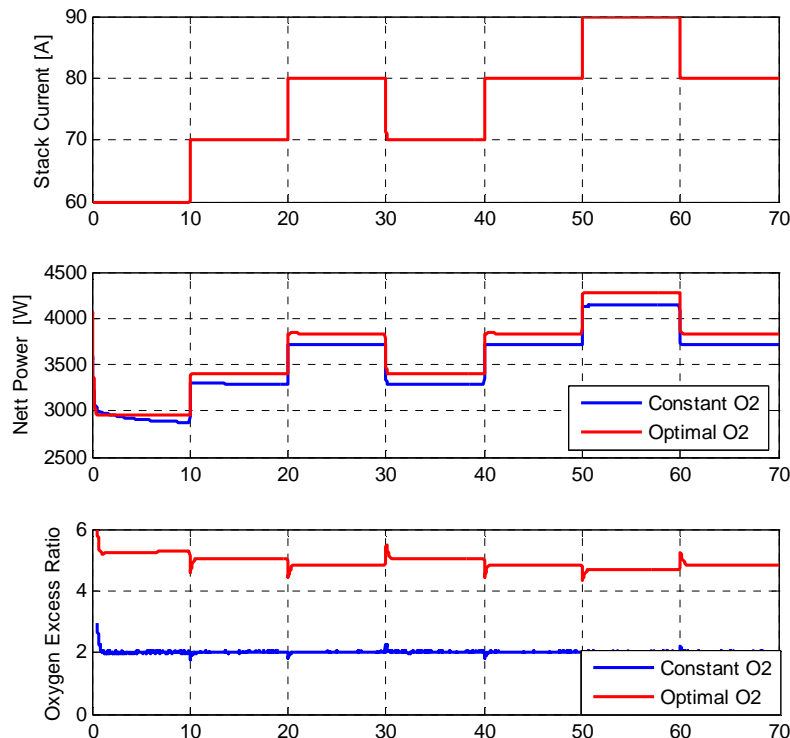 Stack Current [A]
90
80
70
60
0 10 20 30 40 50 60 70
Nett Power [W]
4500
4000
3500
3000
2500
Constant O2
Optimal O2
0 10 20 30 40 50 60 70
Oxygen Excess Ratio
6
4
2
0
Constant O2
Optimal O2
0 10 20 30 40 50 60 70